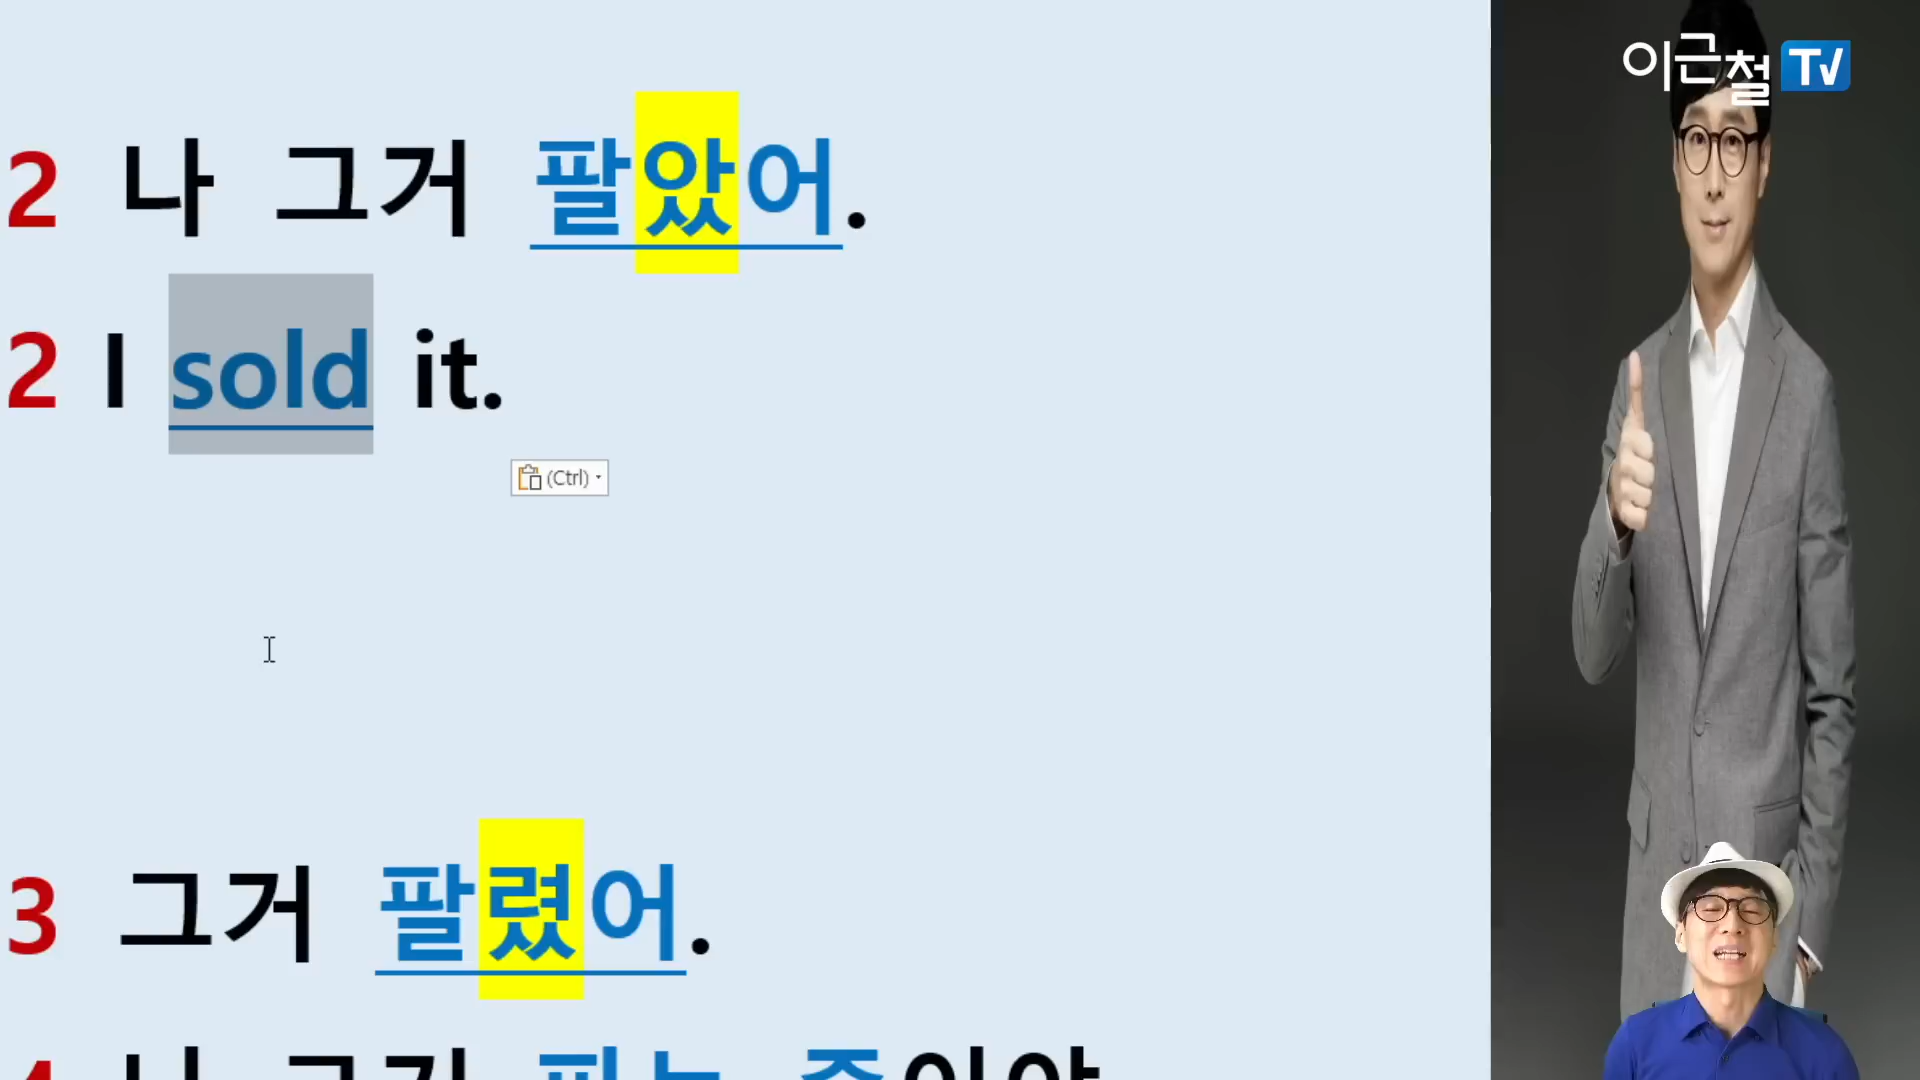 이근철 TV
2 나 그거 팔았어.
2 I sold it.
(Ctrl)
3 그거 팔렸어.